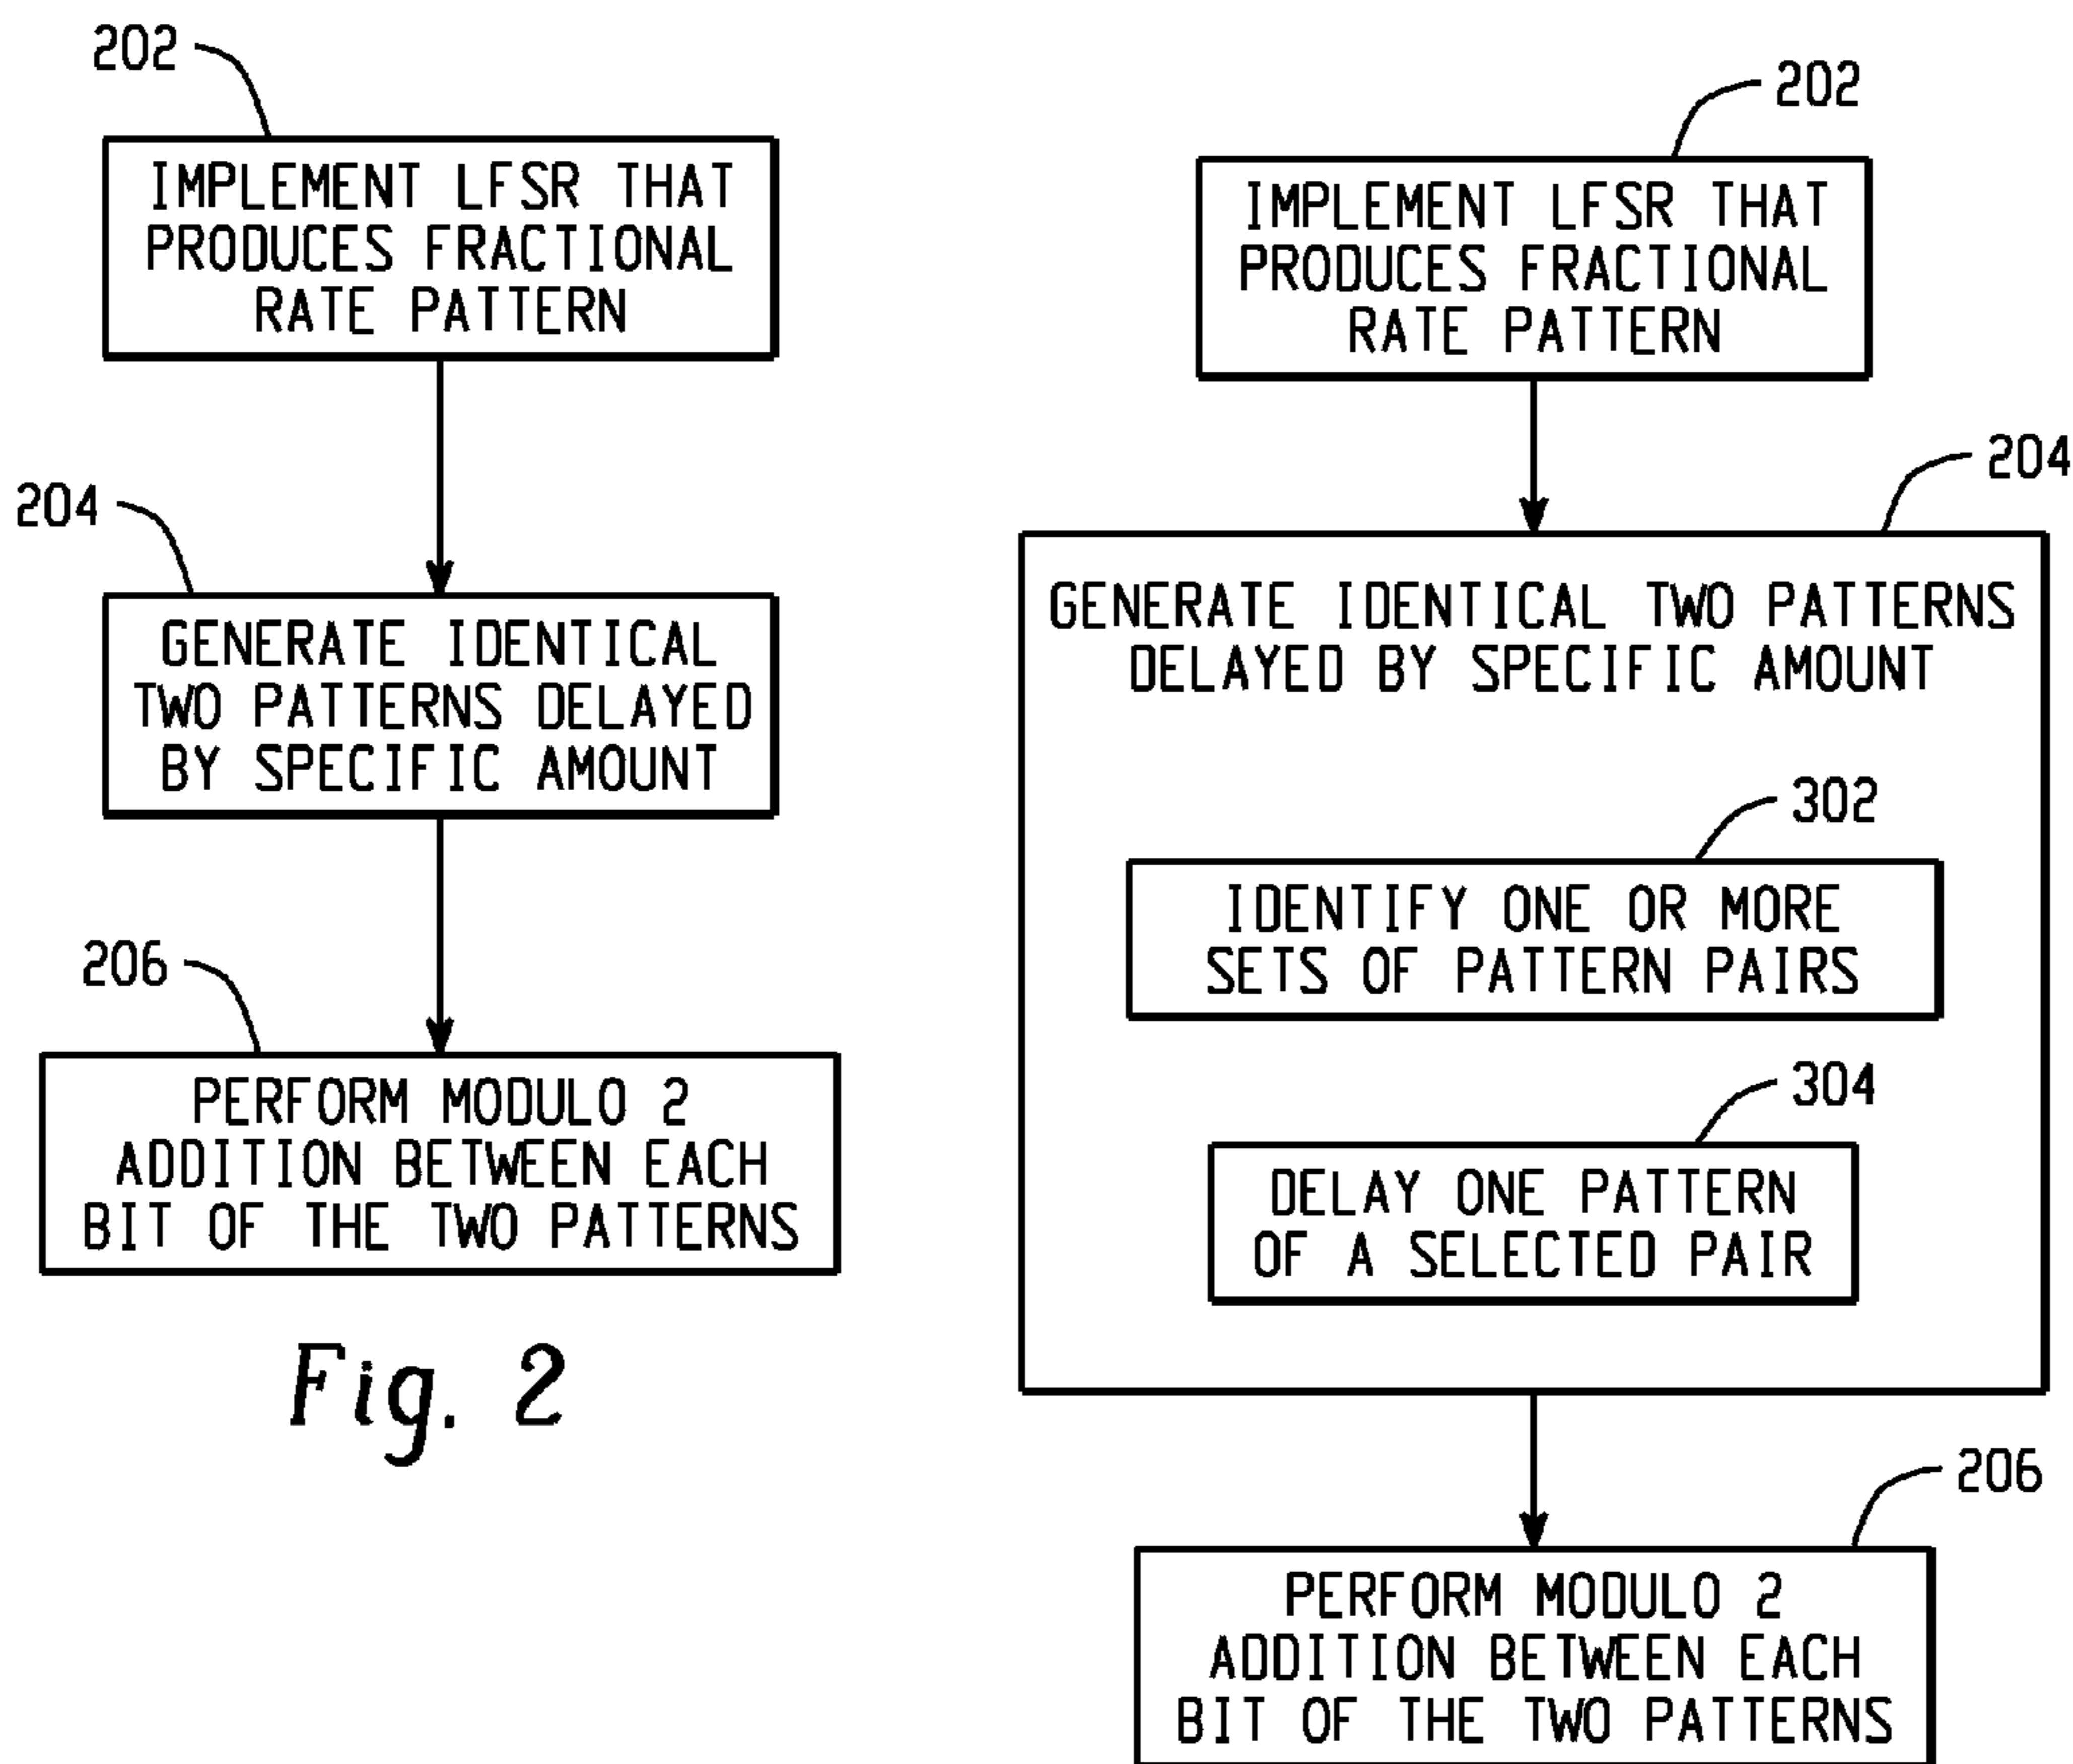 202
IMPLEMENT LFSR THAT
PRODUCES FRACTIONAL
RATE PATTERN
204
GENERATE IDENTICAL
TWO PATTERNS DELAYED
BY SPECIFIC AMOUNT
206
PERFORM MODULO 2
ADDITION BETWEEN EACH
BIT OF THE TWO PATTERNS
Fig. 2
202
IMPLEMENT LFSR THAT
PRODUCES FRACTIONAL
RATE PATTERN
204
GENERATE IDENTICAL TWO PATTERNS
DELAYED BY SPECIFIC AMOUNT
302
IDENTIFY ONE OR MORE
SETS OF PATTERN PAIRS
304
DELAY ONE PATTERN
OF A SELECTED PAIR
206
PERFORM MODULO 2
ADDITION BETWEEN EACH
BIT OF THE TWO PATTERNS